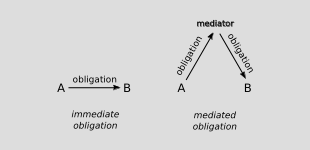 mediator
obligation
obligation
obligation
A
B
A
B
immediate
obligation
mediated
obligation